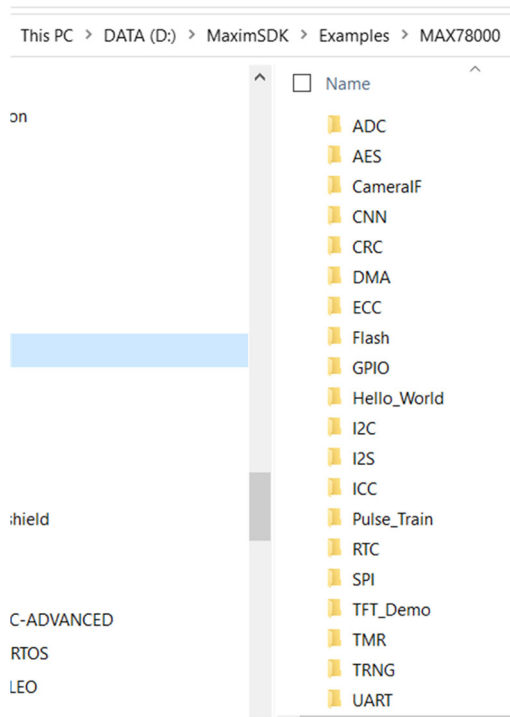 This PC > DATA (D:) > MaximSDK > Examples > MAX78000
Name
on
ADC
AES
CameraIF
CNN
CRC
DMA
ECC
Flash
GPIO
Hello_World
I2C
I2S
ICC
hield
Pulse_Train
RTC
SPI
C-ADVANCED
TFT_Demo
RTOS
TMR
LEO
TRNG
UART